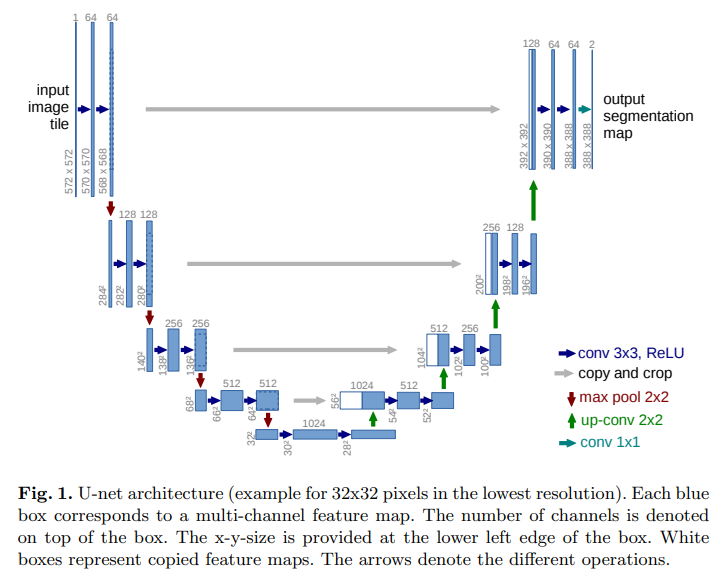 1 64 64
128 64 64 2
input
image
tile
output
segmentation
map
572 x 572
570 x 570
568 x 568
392 x 392
390 x 390
388 x 388
388 x 388
128 128
256 128
284²
282²
280²
200²
198²
196²
256 256
512 256
140²
138²
136²
104²
102²
100²
512 512
1024 512
68²
66²
64²
56²
54²
52²
1024
32²
30²
28²
conv 3x3, ReLU
copy and crop
max pool 2x2
up-conv 2x2
conv 1x1
Fig. 1. U-net architecture (example for 32x32 pixels in the lowest resolution). Each blue
box corresponds to a multi-channel feature map. The number of channels is denoted
on top of the box. The x-y-size is provided at the lower left edge of the box. White
boxes represent copied feature maps. The arrows denote the different operations.